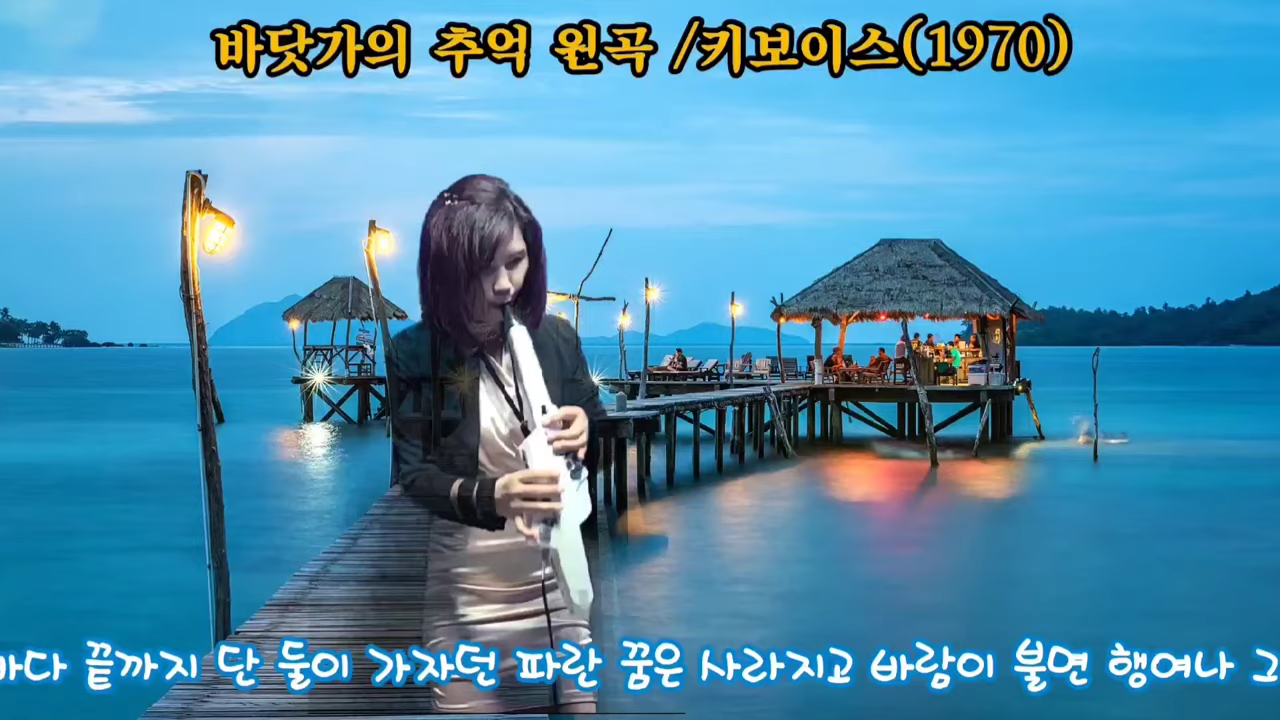 바닷가의 추억 원곡 /키보이스(1970)
바다 끝까지 단 둘이 가자던 파란 꿈은 사라지고 바람이 불면 행여나 그